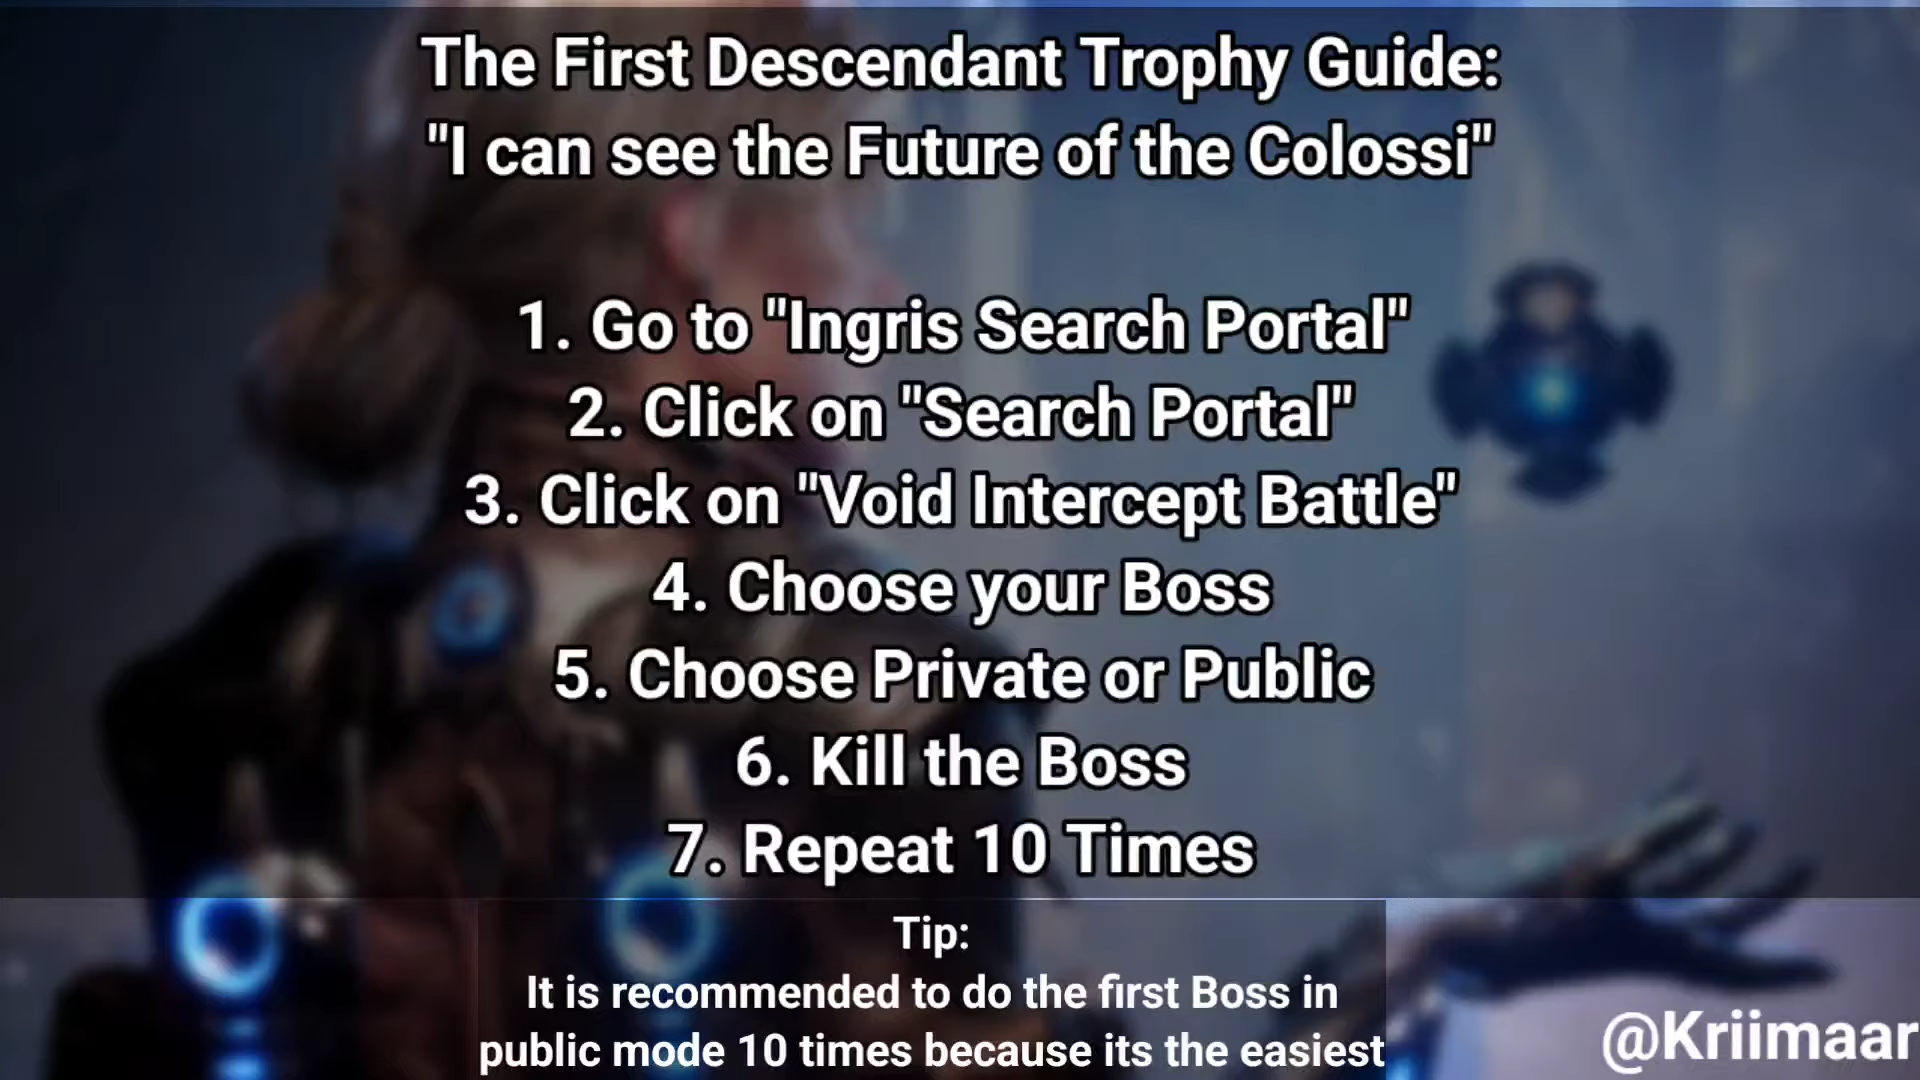 The First Descendant Trophy Guide:
"I can see the Future of the Colossi"
1. Go to "Ingris Search Portal"
2. Click on "Search Portal"
3. Click on "Void Intercept Battle"
4. Choose your Boss
5. Choose Private or Public
6. Kill the Boss
7. Repeat 10 Times
Tip:
It is recommended to do the first Boss in
public mode 10 times because its the easiest
@Kriimaar